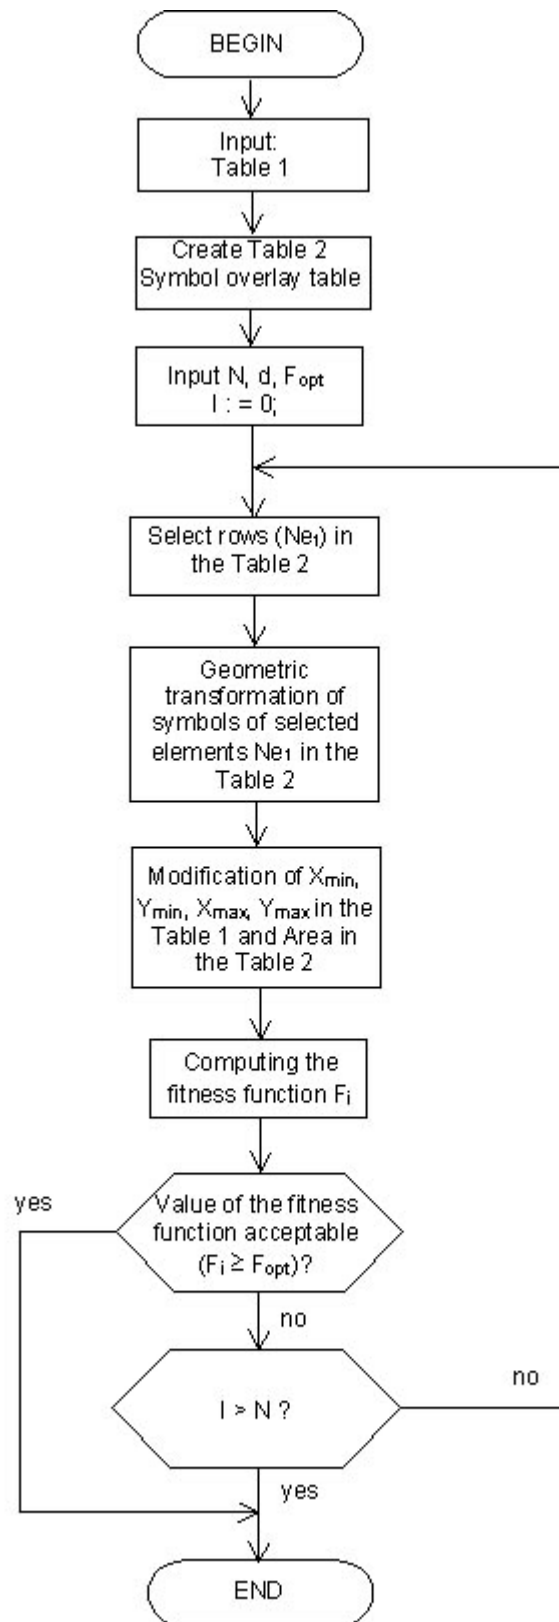 BEGIN
Input:
Table 1
Create Table 2
Symbol overlay table
Input N, d, Fopt
I : = 0;
Select rows (Ne1) in
the Table 2
Geometric
transformation of
symbols of selected
elements Ne1 in the
Table 2
Modification of Xmin,
Ymin, Xmax, Ymax in the
Table 1 and Area in
the Table 2
Computing the
fitness function Fi
yes
Value of the fitness
function acceptable
(Fi ≥ Fopt)?
no
I > N ?
no
yes
END